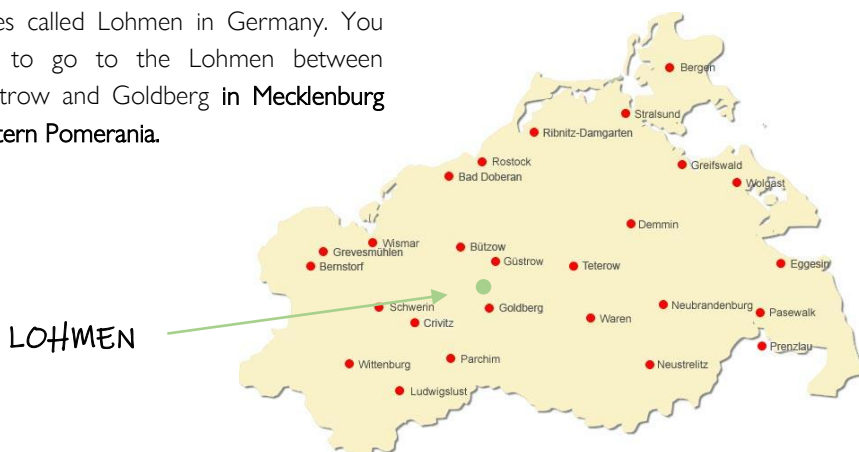 es called Lohmen in Germany. You
to go to the Lohmen between
trow and Goldberg in Mecklenburg
tern Pomerania.
Bergen
Stralsund
Ribnitz-Damgarten
Rostock
Greifswald
Bad Doberan
Wolgast
Demmin
Wismar
Bützow
Grevesmühlen
Güstrow
Teterow
Eggesin
Bernstorf
Schwerin
Goldberg
Neubrandenburg
Pasewalk
Waren
Crivitz
LOHMEN
Prenzlau
Parchim
Wittenburg
Neustrelitz
Ludwigslust